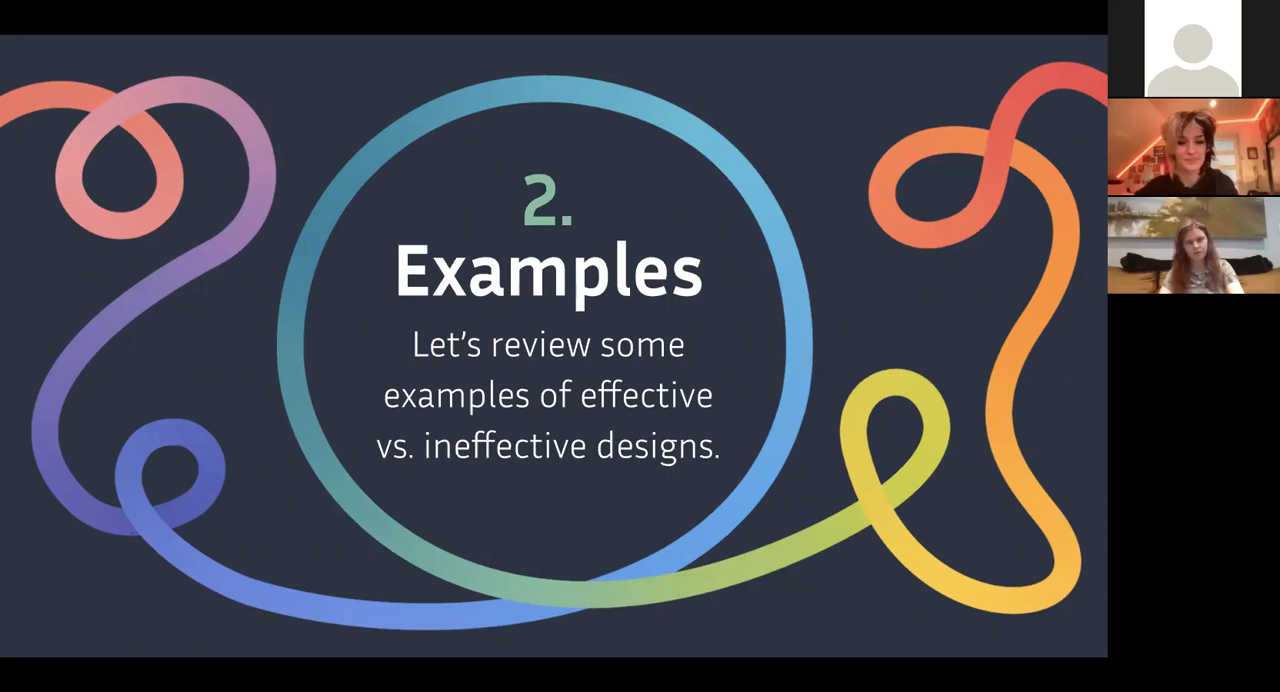 2.
Examples
Let’s review some
examples of effective
vs. ineffective designs.